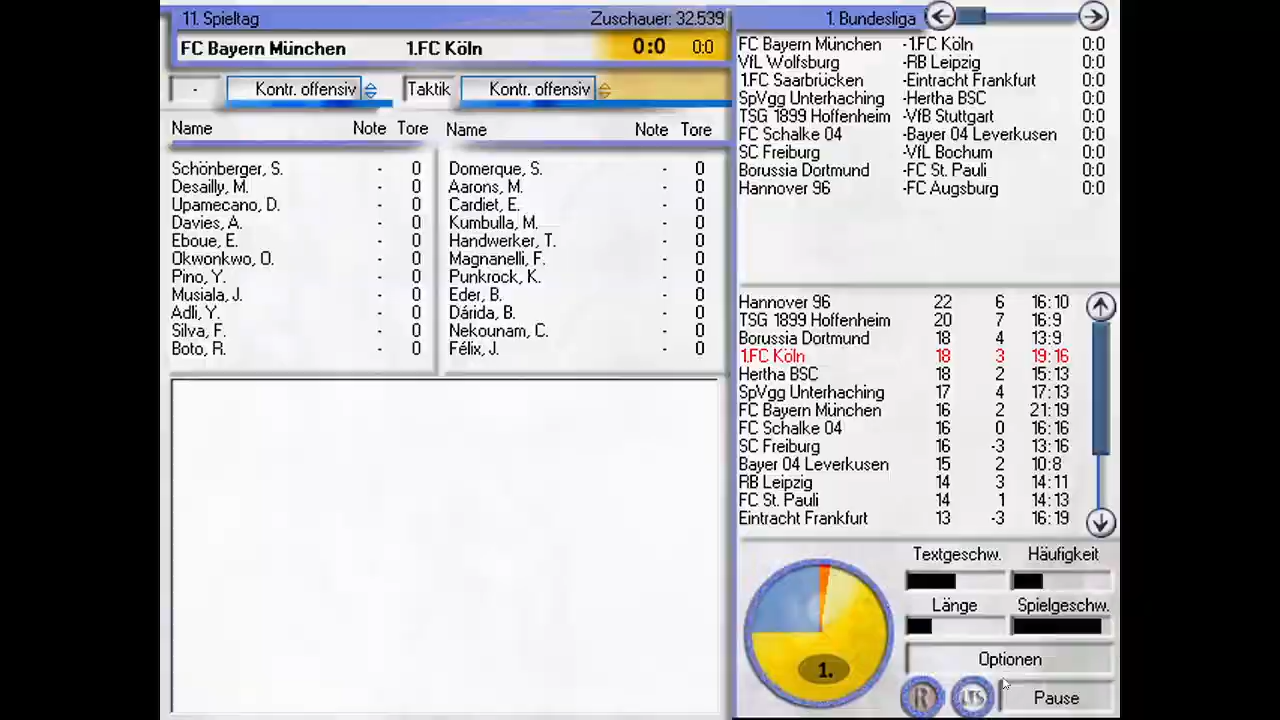 11. Spieltag Zuschauer: 32.539
FC Bayern München 1.FC Köln 0:0 0:0
- Kontr. offensiv Taktik Kontr. offensiv
Name Note Tore Name Note Tore
Schönberger, S. - 0 Domerque, S. - 0
Desailly, M. - 0 Aarons, M. - 0
Upamecano, D. - 0 Cardiet, E. - 0
Davies, A. - 0 Kumbulla, M. - 0
Eboue, E. - 0 Handwerker, T. - 0
Okwonkwo, O. - 0 Magnanelli, F. - 0
Pino, Y. - 0 Punkrock, K. - 0
Musiala, J. - 0 Eder, B. - 0
Adli, Y. - 0 Dárida, B. - 0
Silva, F. - 0 Nekounam, C. - 0
Boto, R. - 0 Félix, J. - 0
1. Bundesliga
FC Bayern München -1.FC Köln 0:0
VfL Wolfsburg -RB Leipzig 0:0
1.FC Saarbrücken -Eintracht Frankfurt 0:0
SpVgg Unterhaching -Hertha BSC 0:0
TSG 1899 Hoffenheim -VfB Stuttgart 0:0
FC Schalke 04 -Bayer 04 Leverkusen 0:0
SC Freiburg -VfL Bochum 0:0
Borussia Dortmund -FC St. Pauli 0:0
Hannover 96 -FC Augsburg 0:0
Hannover 96 22 6 16:10
TSG 1899 Hoffenheim 20 7 16:9
Borussia Dortmund 18 4 13:9
1.FC Köln 18 3 19:16
Hertha BSC 18 2 15:13
SpVgg Unterhaching 17 4 17:13
FC Bayern München 16 2 21:19
FC Schalke 04 16 0 16:16
SC Freiburg 16 -3 13:16
Bayer 04 Leverkusen 15 2 10:8
RB Leipzig 14 3 14:11
FC St. Pauli 14 1 14:13
Eintracht Frankfurt 13 -3 16:19
Textgeschw. Häufigkeit
Länge Spielgeschw.
1.
Optionen
R LTS Pause